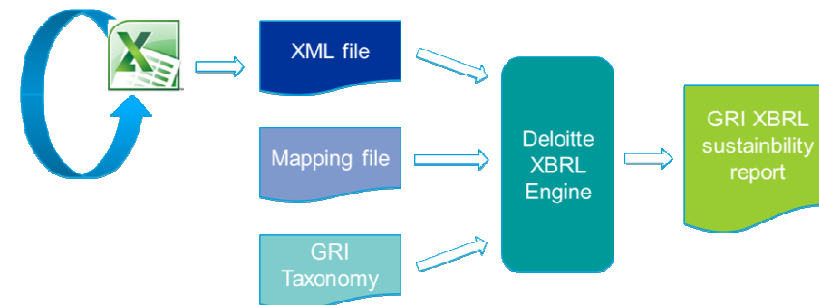 XML file
Mapping file
GRI
Taxonomy
Deloitte
XBRL
Engine
GRI XBRL
sustainbility
report